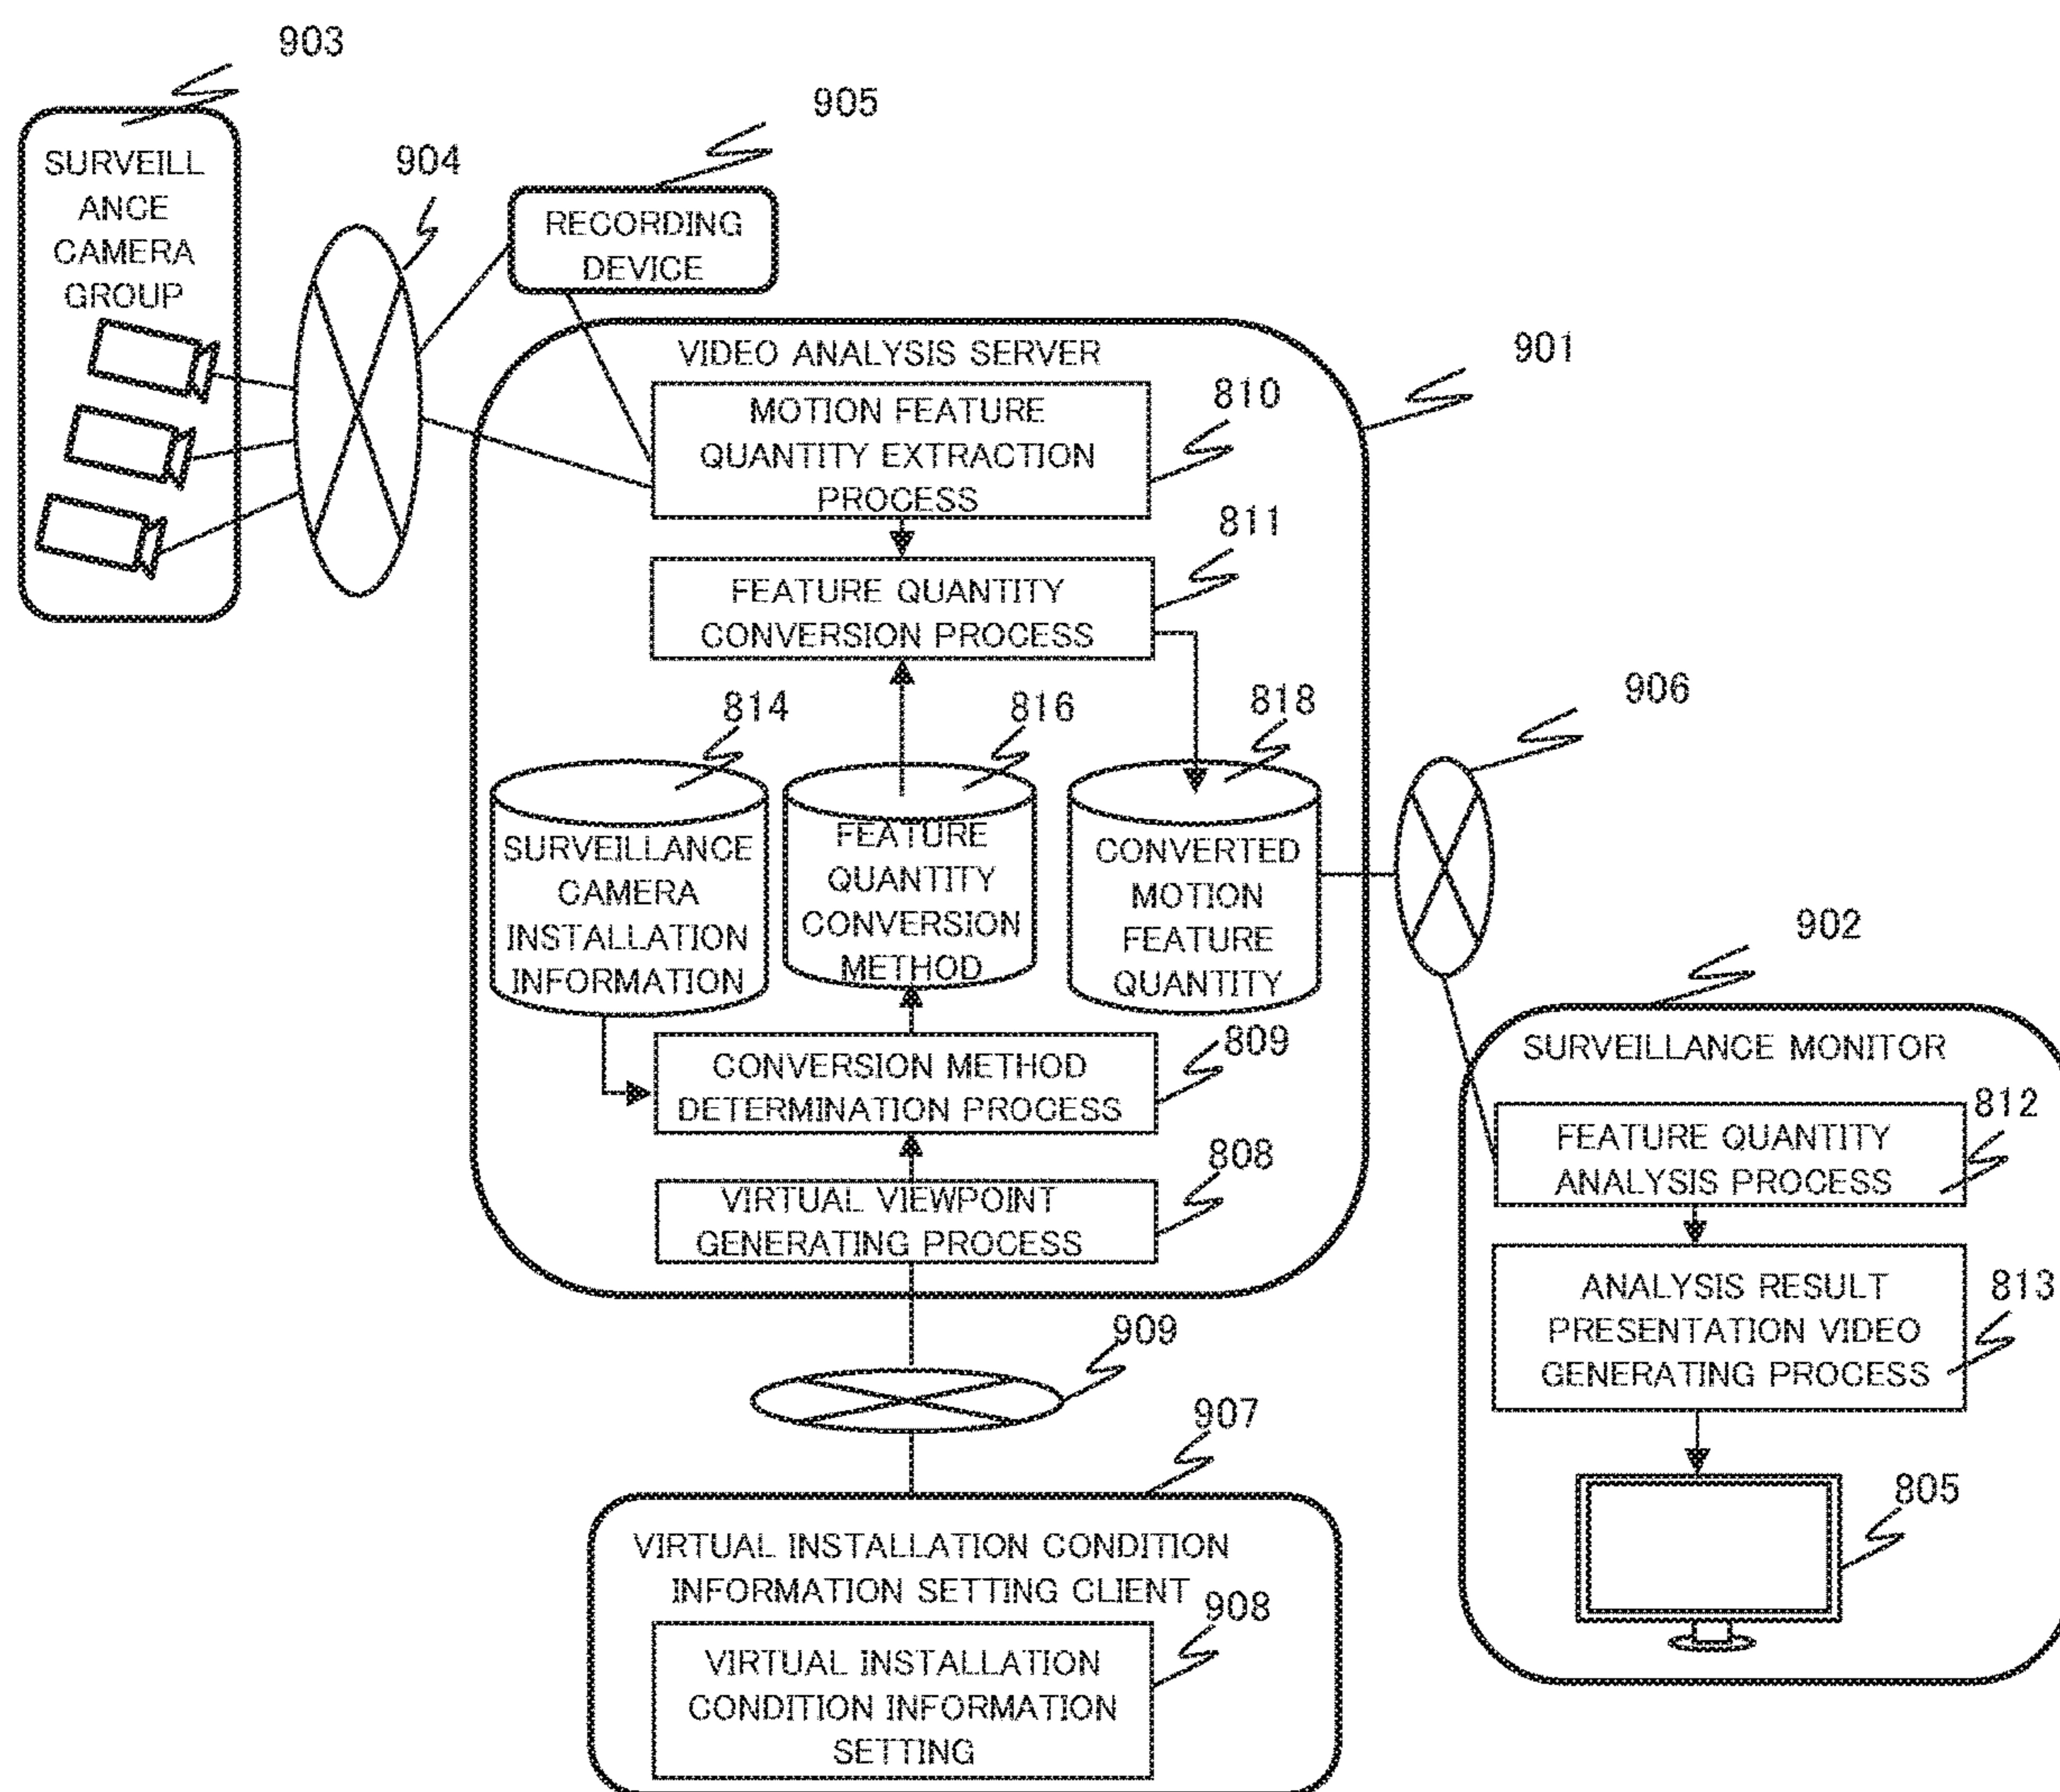 903
SURVEILL
ANCE
CAMERA
GROUP
904
905
RECORDING
DEVICE
901
VIDEO ANALYSIS SERVER
810
MOTION FEATURE
QUANTITY EXTRACTION
PROCESS
811
FEATURE QUANTITY
CONVERSION PROCESS
814
816
818
906
SURVEILLANCE
CAMERA
INSTALLATION
INFORMATION
FEATURE
QUANTITY
CONVERSION
METHOD
CONVERTED
MOTION
FEATURE
QUANTITY
809
CONVERSION METHOD
DETERMINATION PROCESS
808
VIRTUAL VIEWPOINT
GENERATING PROCESS
902
SURVEILLANCE MONITOR
812
FEATURE QUANTITY
ANALYSIS PROCESS
813
ANALYSIS RESULT
PRESENTATION VIDEO
GENERATING PROCESS
805
909
907
VIRTUAL INSTALLATION CONDITION
INFORMATION SETTING CLIENT
908
VIRTUAL INSTALLATION
CONDITION INFORMATION
SETTING